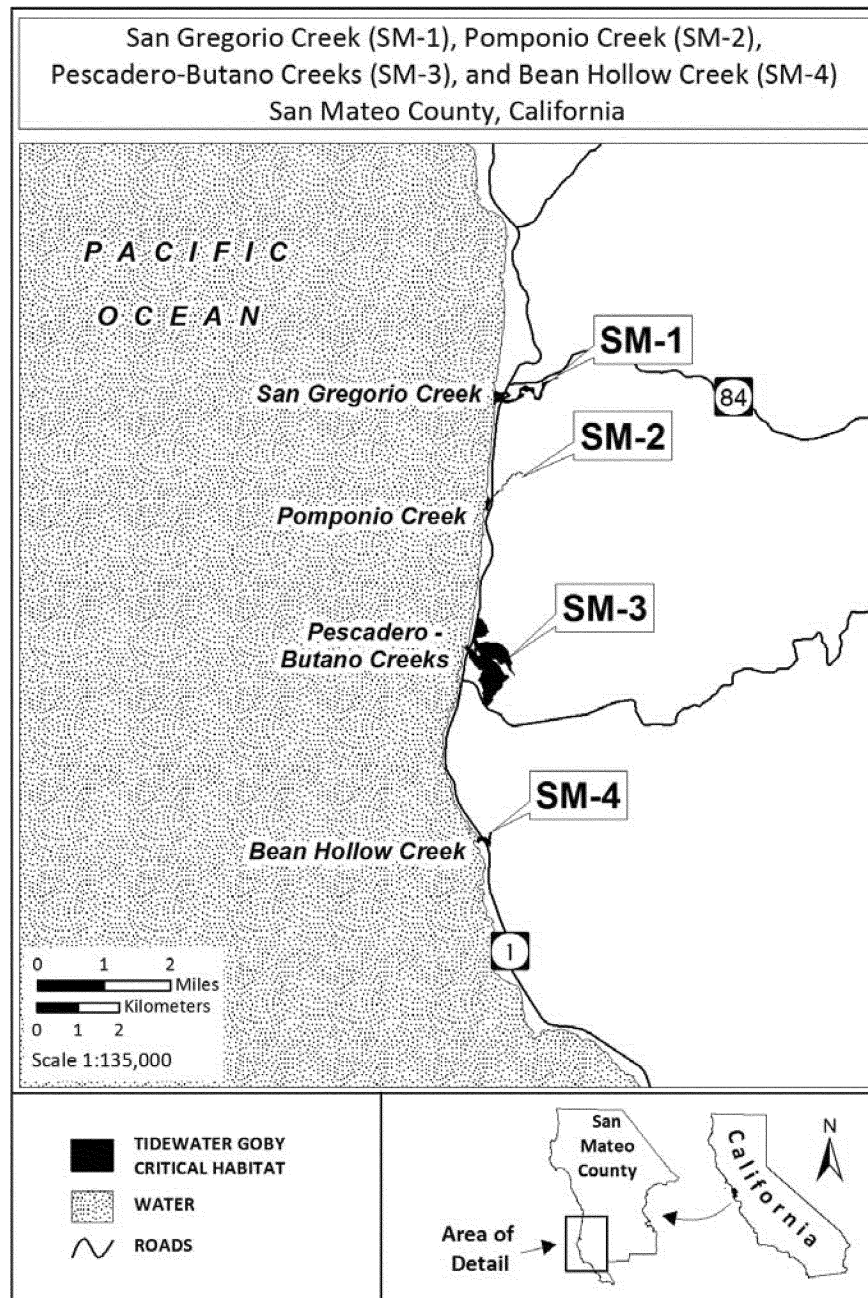 San Gregorio Creek (SM-1), Pomponio Creek (SM-2),
Pescadero-Butano Creeks (SM-3), and Bean Hollow Creek (SM-4)
San Mateo County, California
PACIFIC
OCEAN
SM-1
San Gregorio Creek
84
SM-2
Pomponio Creek
SM-3
Pescadero -
Butano Creeks
SM-4
Bean Hollow Creek
1
0 1 2
Miles
Kilometers
0 1 2
Scale 1:135,000
TIDEWATER GOBY
CRITICAL HABITAT
WATER
ROADS
San
Mateo
County
California
N
Area of
Detail